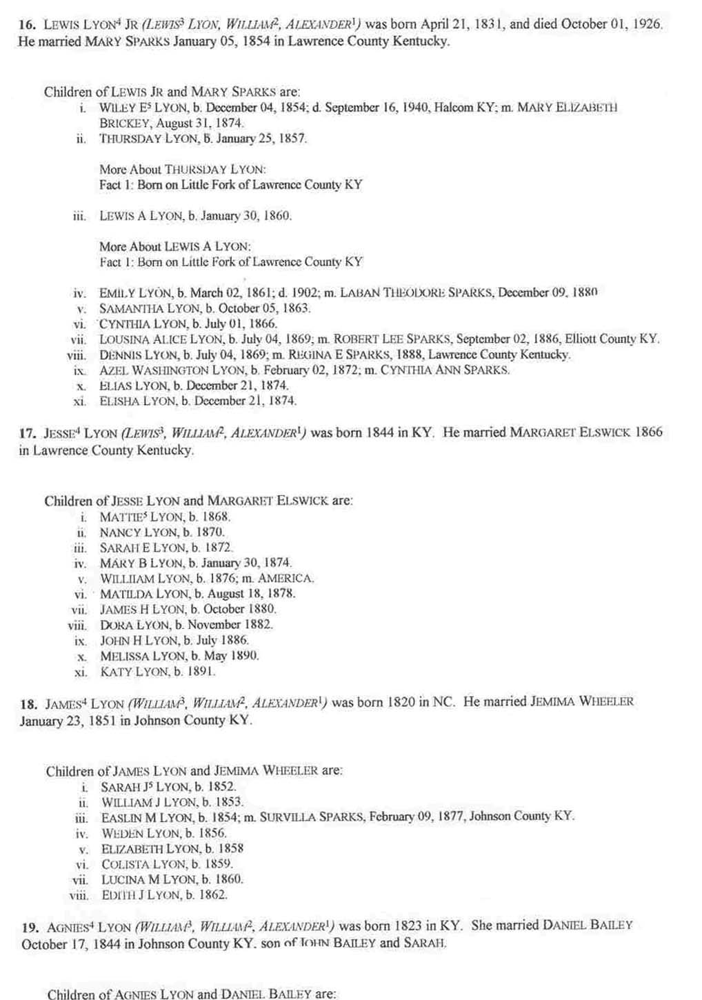 16. LEWIS LYON⁴ JR (LEWIS³ LYON, WILLIAM², ALEXANDER¹) was born April 21, 1831, and died October 01, 1926.
He married MARY SPARKS January 05, 1854 in Lawrence County Kentucky.
Children of LEWIS JR and MARY SPARKS are:
i. WILEY E⁵ LYON, b. December 04, 1854; d. September 16, 1940, Halcom KY; m. MARY ELIZABETH
BRICKEY, August 31, 1874.
ii. THURSDAY LYON, b. January 25, 1857.
More About THURSDAY LYON:
Fact 1: Born on Little Fork of Lawrence County KY
iii. LEWIS A LYON, b. January 30, 1860.
More About LEWIS A LYON:
Fact 1: Born on Little Fork of Lawrence County KY
iv. EMILY LYON, b. March 02, 1861; d. 1902; m. LABAN THEODORE SPARKS, December 09, 1880
v. SAMANTHA LYON, b. October 05, 1863.
vi. CYNTHIA LYON, b. July 01, 1866.
vii. LOUSINA ALICE LYON, b. July 04, 1869; m. ROBERT LEE SPARKS, September 02, 1886, Elliott County KY.
viii. DENNIS LYON, b. July 04, 1869; m. REGINA E SPARKS, 1888, Lawrence County Kentucky.
ix. AZEL WASHINGTON LYON, b. February 02, 1872; m. CYNTHIA ANN SPARKS.
x. ELIAS LYON, b. December 21, 1874.
xi. ELISHA LYON, b. December 21, 1874.
17. JESSE⁴ LYON (LEWIS³, WILLIAM², ALEXANDER¹) was born 1844 in KY. He married MARGARET ELSWICK 1866
in Lawrence County Kentucky.
Children of JESSE LYON and MARGARET ELSWICK are:
i. MATTIE⁵ LYON, b. 1868.
ii. NANCY LYON, b. 1870.
iii. SARAH E LYON, b. 1872.
iv. MARY B LYON, b. January 30, 1874.
v. WILLIIAM LYON, b. 1876; m. AMERICA.
vi. MATILDA LYON, b. August 18, 1878.
vii. JAMES H LYON, b. October 1880.
viii. DORA LYON, b. November 1882.
ix. JOHN H LYON, b. July 1886.
x. MELISSA LYON, b. May 1890.
xi. KATY LYON, b. 1891.
18. JAMES⁴ LYON (WILLIAM³, WILLIAM², ALEXANDER¹) was born 1820 in NC. He married JEMIMA WHEELER
January 23, 1851 in Johnson County KY.
Children of JAMES LYON and JEMIMA WHEELER are:
i. SARAH J⁵ LYON, b. 1852.
ii. WILLIAM J LYON, b. 1853.
iii. EASLIN M LYON, b. 1854; m. SURVILLA SPARKS, February 09, 1877, Johnson County KY.
iv. WEDEN LYON, b. 1856.
v. ELIZABETH LYON, b. 1858
vi. COLISTA LYON, b. 1859.
vii. LUCINA M LYON, b. 1860.
viii. EDITH J LYON, b. 1862.
19. AGNIES⁴ LYON (WILLIAM³, WILLIAM², ALEXANDER¹) was born 1823 in KY. She married DANIEL BAILEY
October 17, 1844 in Johnson County KY. son of JOHN BAILEY and SARAH.
Children of AGNIES LYON and DANIEL BAILEY are: